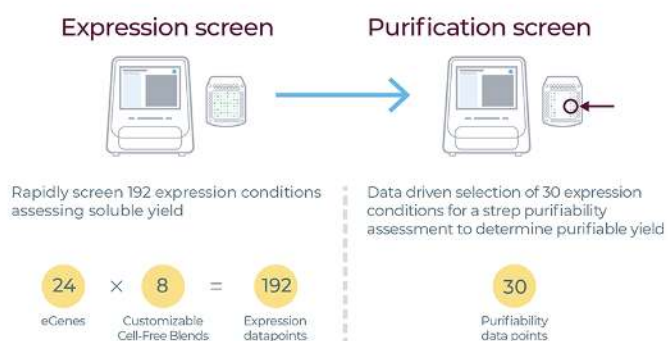 Expression screen
Purification screen
Rapidly screen 192 expression conditions
assessing soluble yield
Data driven selection of 30 expression
conditions for a strep purifiability
assessment to determine purifiable yield
24 × 8 = 192
eGenes
Customizable
Cell-Free Blends
Expression
datapoints
30
Purifiability
data points